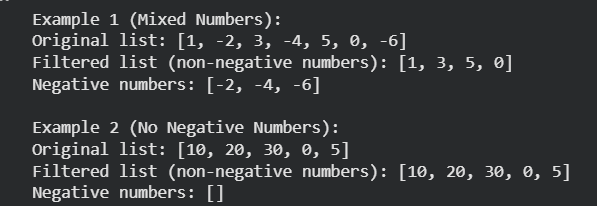 Example 1 (Mixed Numbers):
Original list: [1, -2, 3, -4, 5, 0, -6]
Filtered list (non-negative numbers): [1, 3, 5, 0]
Negative numbers: [-2, -4, -6]

Example 2 (No Negative Numbers):
Original list: [10, 20, 30, 0, 5]
Filtered list (non-negative numbers): [10, 20, 30, 0, 5]
Negative numbers: []